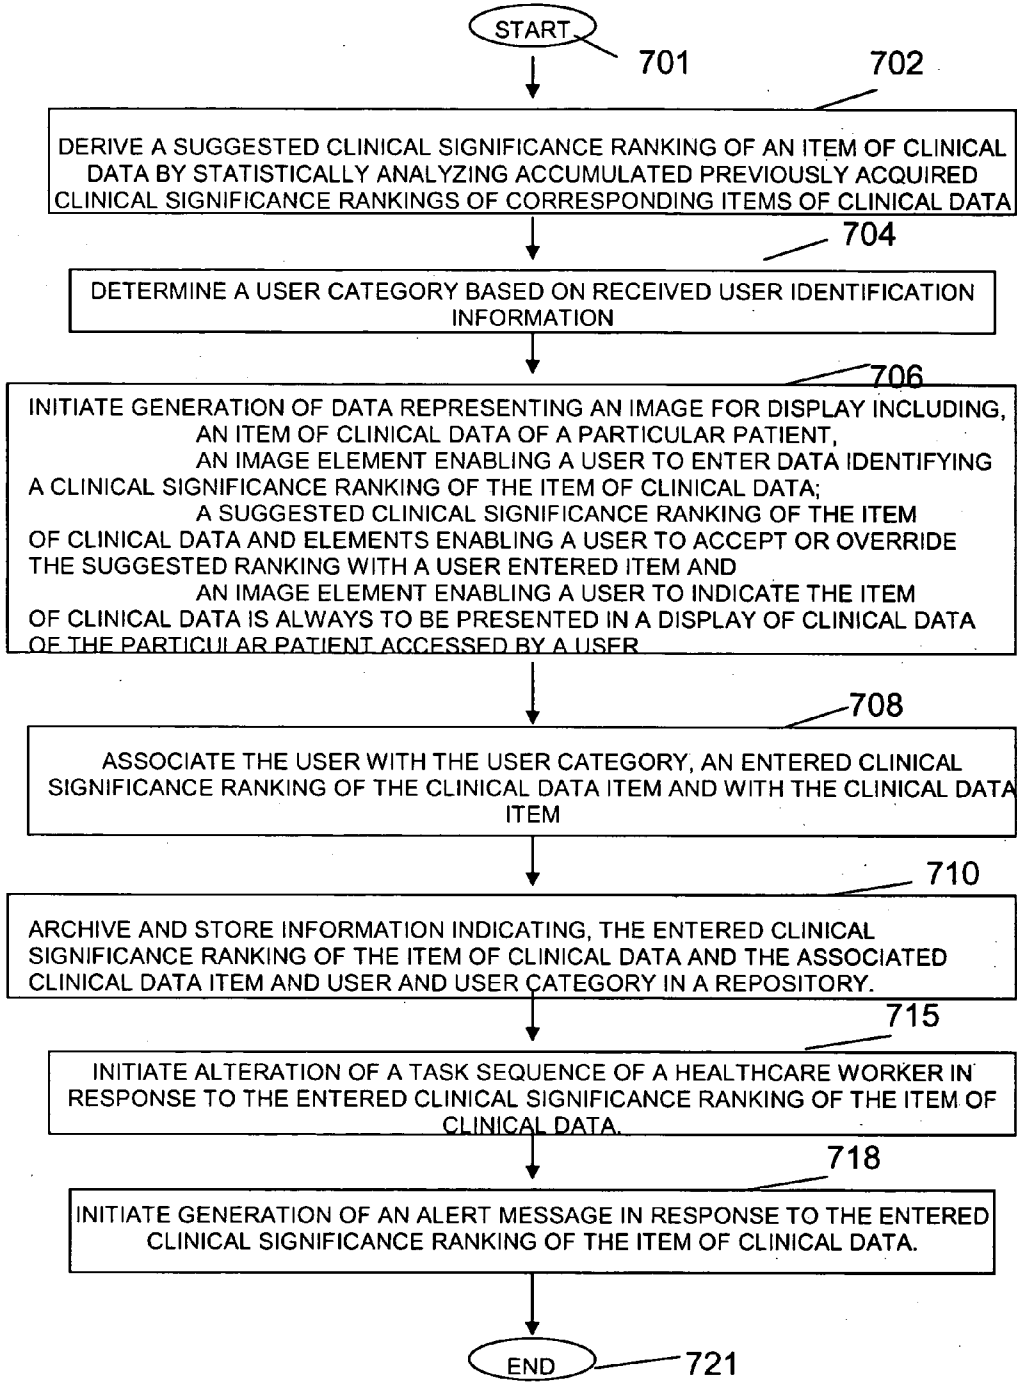 START
701
702
DERIVE A SUGGESTED CLINICAL SIGNIFICANCE RANKING OF AN ITEM OF CLINICAL
DATA BY STATISTICALLY ANALYZING ACCUMULATED PREVIOUSLY ACQUIRED
CLINICAL SIGNIFICANCE RANKINGS OF CORRESPONDING ITEMS OF CLINICAL DATA
704
DETERMINE A USER CATEGORY BASED ON RECEIVED USER IDENTIFICATION
INFORMATION
706
INITIATE GENERATION OF DATA REPRESENTING AN IMAGE FOR DISPLAY INCLUDING,
AN ITEM OF CLINICAL DATA OF A PARTICULAR PATIENT,
AN IMAGE ELEMENT ENABLING A USER TO ENTER DATA IDENTIFYING
A CLINICAL SIGNIFICANCE RANKING OF THE ITEM OF CLINICAL DATA;
A SUGGESTED CLINICAL SIGNIFICANCE RANKING OF THE ITEM
OF CLINICAL DATA AND ELEMENTS ENABLING A USER TO ACCEPT OR OVERRIDE
THE SUGGESTED RANKING WITH A USER ENTERED ITEM AND
AN IMAGE ELEMENT ENABLING A USER TO INDICATE THE ITEM
OF CLINICAL DATA IS ALWAYS TO BE PRESENTED IN A DISPLAY OF CLINICAL DATA
OF THE PARTICULAR PATIENT ACCESSED BY A USER
708
ASSOCIATE THE USER WITH THE USER CATEGORY, AN ENTERED CLINICAL
SIGNIFICANCE RANKING OF THE CLINICAL DATA ITEM AND WITH THE CLINICAL DATA
ITEM
710
ARCHIVE AND STORE INFORMATION INDICATING, THE ENTERED CLINICAL
SIGNIFICANCE RANKING OF THE ITEM OF CLINICAL DATA AND THE ASSOCIATED
CLINICAL DATA ITEM AND USER AND USER CATEGORY IN A REPOSITORY.
715
INITIATE ALTERATION OF A TASK SEQUENCE OF A HEALTHCARE WORKER IN
RESPONSE TO THE ENTERED CLINICAL SIGNIFICANCE RANKING OF THE ITEM OF
CLINICAL DATA.
718
INITIATE GENERATION OF AN ALERT MESSAGE IN RESPONSE TO THE ENTERED
CLINICAL SIGNIFICANCE RANKING OF THE ITEM OF CLINICAL DATA.
END
721